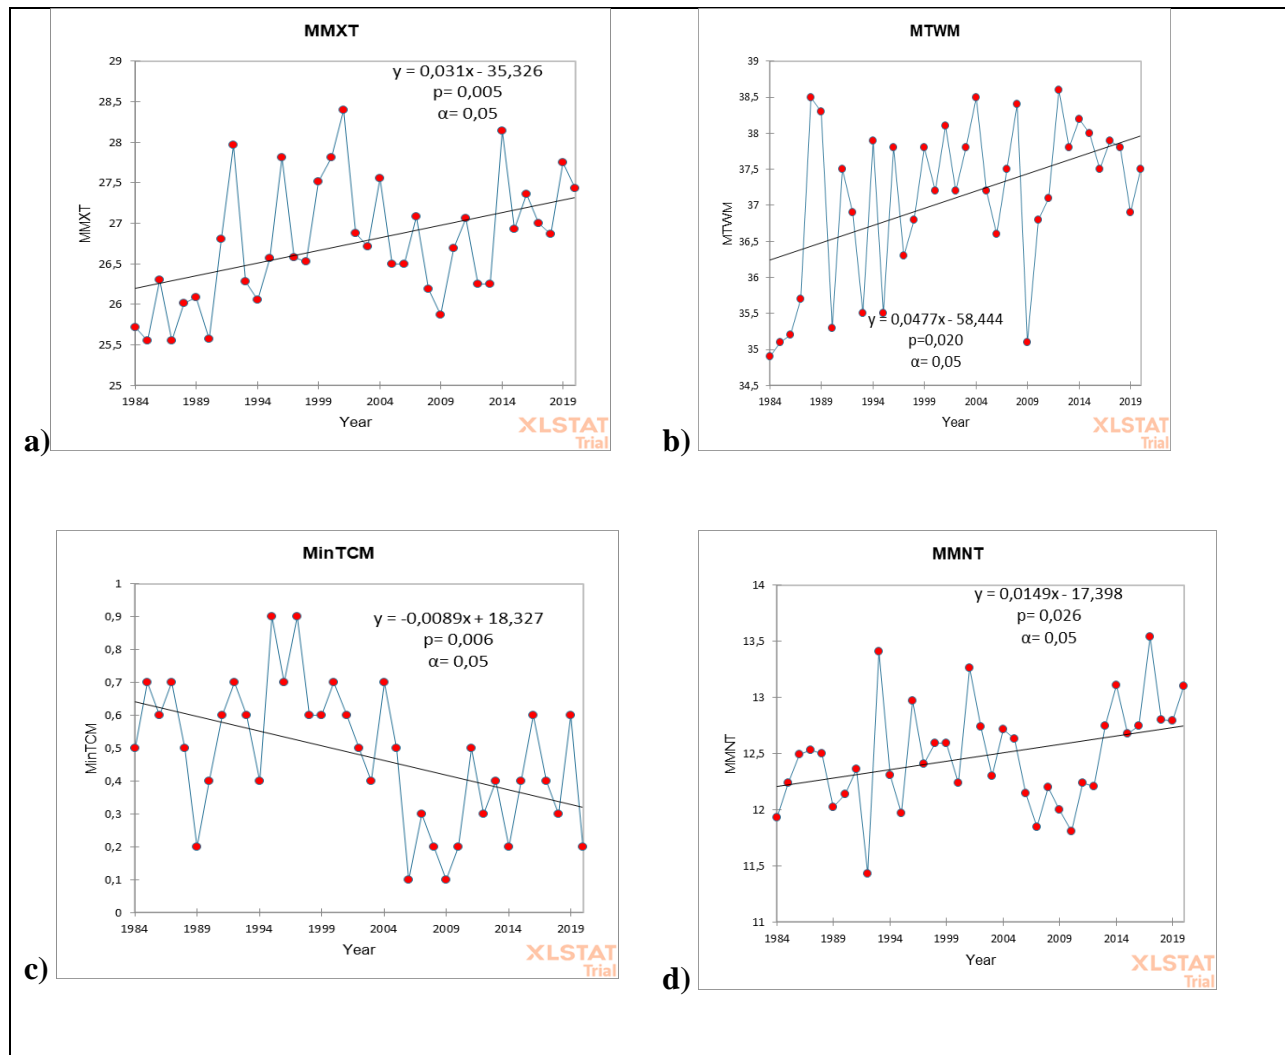 MMXT
29
28,5
28
27,5
27
26,5
26
25,5
25
y = 0,031x - 35,326
p= 0,005
α= 0,05
MMXT
1984 1989 1994 1999 2004 2009 2014 2019
Year
XLSTAT
Trial
a)
MTWM
39
38,5
38
37,5
37
36,5
36
35,5
35
34,5
y = 0,0477x - 58,444
p=0,020
α= 0,05
MTWM
1984 1989 1994 1999 2004 2009 2014 2019
Year
XLSTAT
Trial
b)
MinTCM
1
0,9
0,8
0,7
0,6
0,5
0,4
0,3
0,2
0,1
0
y = -0,0089x + 18,327
p= 0,006
α= 0,05
MinTCM
1984 1989 1994 1999 2004 2009 2014 2019
Year
XLSTAT
Trial
c)
MMNT
14
13,5
13
12,5
12
11,5
11
y = 0,0149x - 17,398
p= 0,026
α= 0,05
MMNT
1984 1989 1994 1999 2004 2009 2014 2019
Year
XLSTAT
Trial
d)